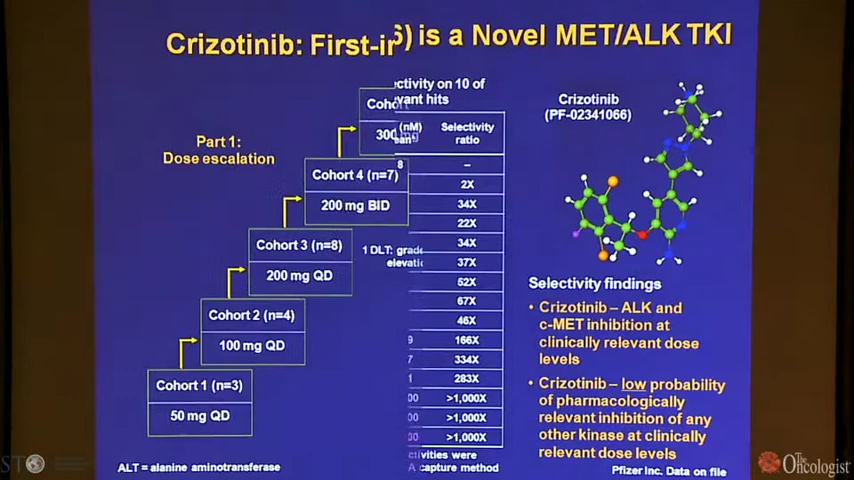 Crizotinib: First-in
6) is a Novel MET/ALK TKI
Part 1:
Dose escalation
Cohort 1 (n=3)
50 mg QD
Cohort 2 (n=4)
100 mg QD
Cohort 3 (n=8)
200 mg QD
Cohort 4 (n=7)
200 mg BID
Coho
300 mg
1 DLT: grade
elevatio
ALT = alanine aminotransferase
ctivity on 10 of
vant hits
(nM)
ean
Selectivity
ratio
8
–
2X
34X
22X
34X
37X
52X
67X
46X
9
166X
7
334X
1
283X
00
>1,000X
00
>1,000X
00
>1,000X
ctivities were
A capture method
Crizotinib
(PF-02341066)
Selectivity findings
• Crizotinib – ALK and
c-MET inhibition at
clinically relevant dose
levels
• Crizotinib – low probability
of pharmacologically
relevant inhibition of any
other kinase at clinically
relevant dose levels
Pfizer Inc. Data on file
The
Oncologist